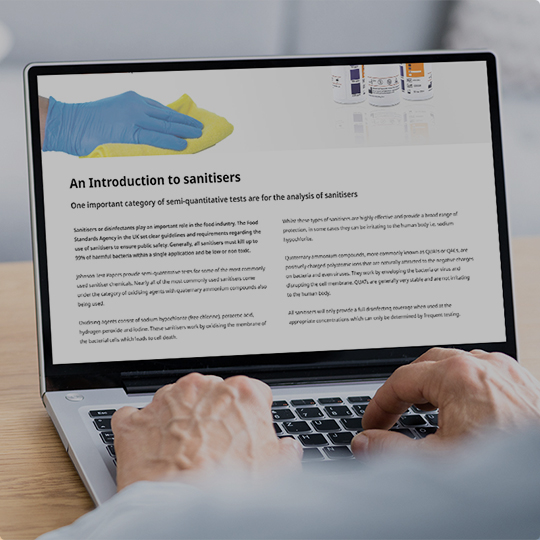 An Introduction to sanitisers
One important category of semi-quantitative tests are for the analysis of sanitisers
Sanitisers or disinfectants play an important role in the food industry. The Food
Standards Agency in the UK set clear guidelines and requirements regarding the
use of sanitisers to ensure public safety. Generally, all sanitisers must kill up to
90% of harmful bacteria within a single application and be low or non toxic.
Johnson Test Agents provide semi-quantitative tests for some of the most commonly
used sanitiser chemicals. Nearly all of the most commonly used sanitisers come
under the category of oxidising agents with quaternary ammonium compounds also
being used.
Oxidising agents consist of sodium hypochlorite (free chlorine), peracetic acid,
hydrogen peroxide and iodine. These sanitisers work by oxidising the membrane of
the bacterial cells which leads to cell death.
Whilst these types of sanitisers are highly effective and provide a broad range of
protection, in some cases they can be irritating to the human body i.e. sodium
hypochlorite.
Quaternary ammonium compounds, more commonly known as QUATs or QACs, are
positively-charged polyatomic ions that are naturally attracted to the negative charges
on bacteria and even viruses. They work by enveloping the bacteria or virus and
disrupting the cell membrane. QUATs are generally very stable and are not irritating
to the human body.
All sanitisers will only provide a full disinfecting coverage when used at the
appropriate concentrations which can only be determined by frequent testing.